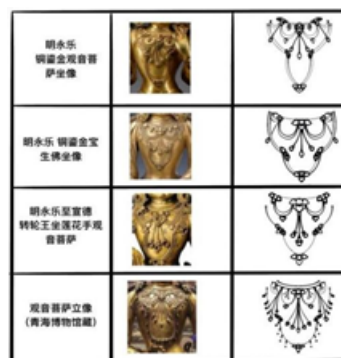 明永乐
铜鎏金观音菩
萨坐像
明永乐 铜鎏金宝
生佛坐像
明永乐至宣德
转轮王坐莲花手观
音菩萨
观音菩萨立像
(青海博物馆藏)